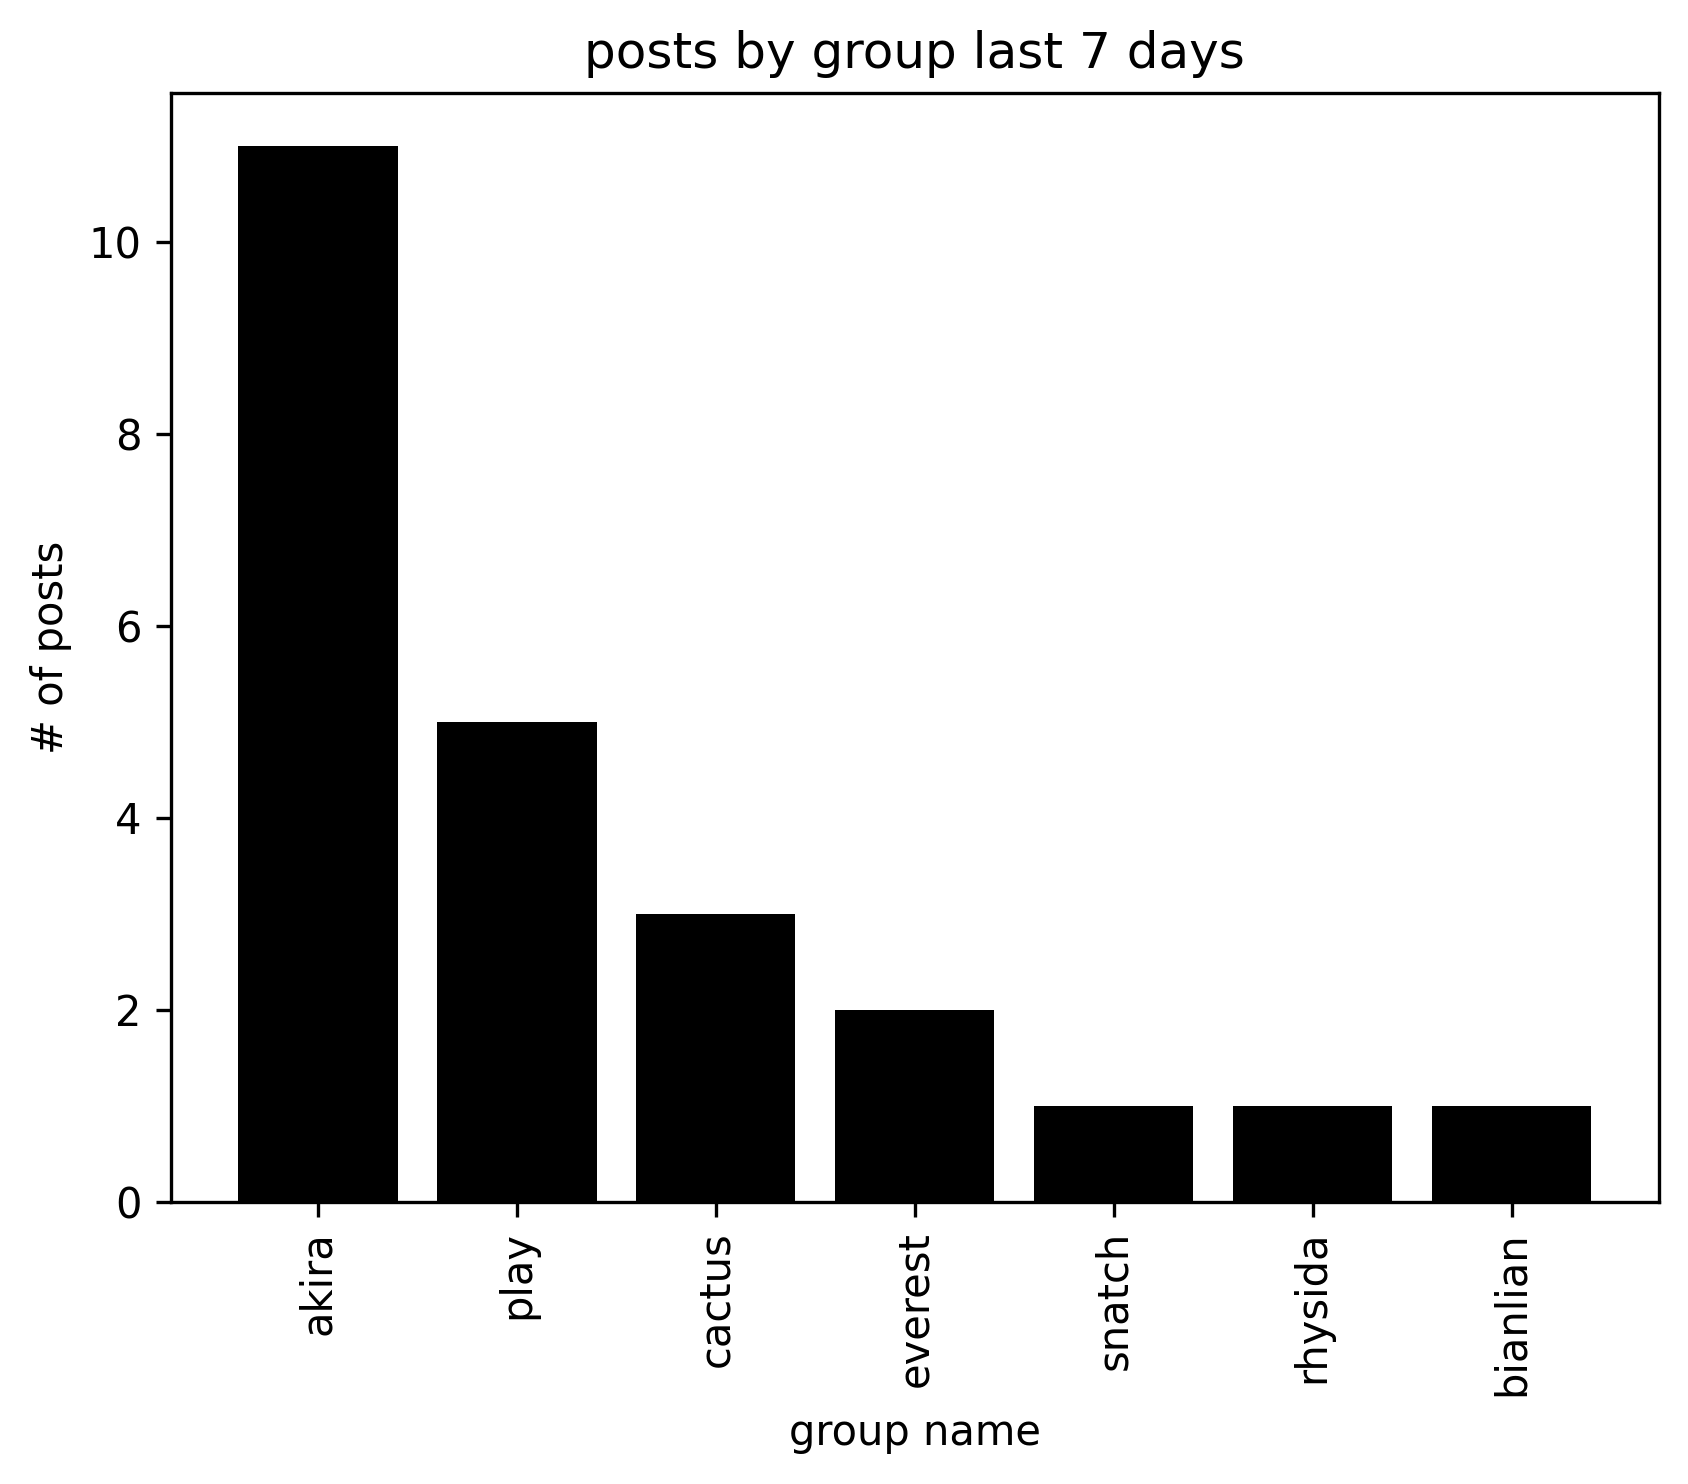 posts by group last 7 days
10
8
6
4
2
0
# of posts
akira
play
cactus
everest
snatch
rhysida
bianlian
group name